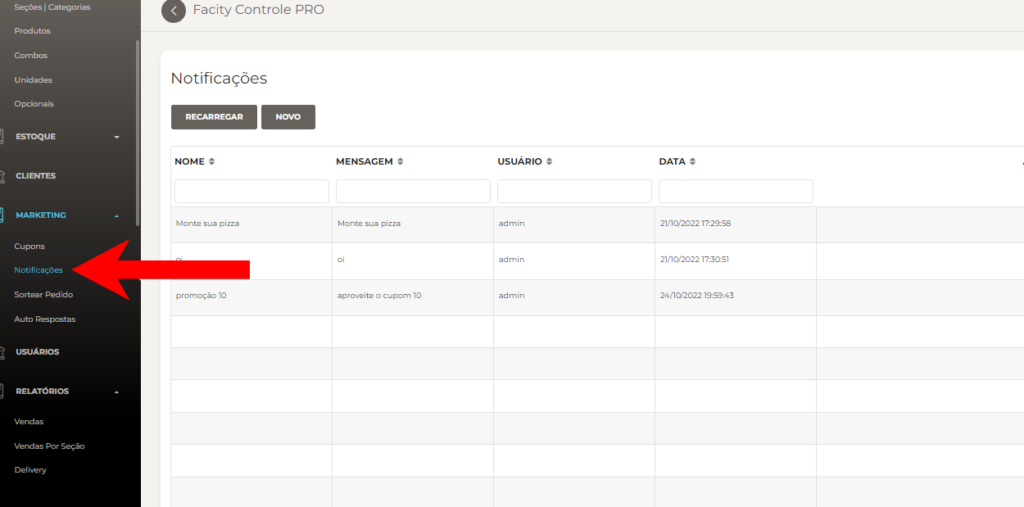 Seções | Categorias
Produtos
Combos
Unidades
Opcionais
ESTOQUE
CLIENTES
MARKETING
Cupons
Notificações
Sortear Pedido
Auto Respostas
USUÁRIOS
RELATÓRIOS
Vendas
Vendas Por Seção
Delivery
Facity Controle PRO
Notificações
RECARREGAR NOVO
NOME MENSAGEM USUÁRIO DATA
Monte sua pizza Monte sua pizza admin 21/10/2022 17:29:58
oi oi admin 21/10/2022 17:30:51
promoção 10 aproveite o cupom 10 admin 24/10/2022 19:59:43